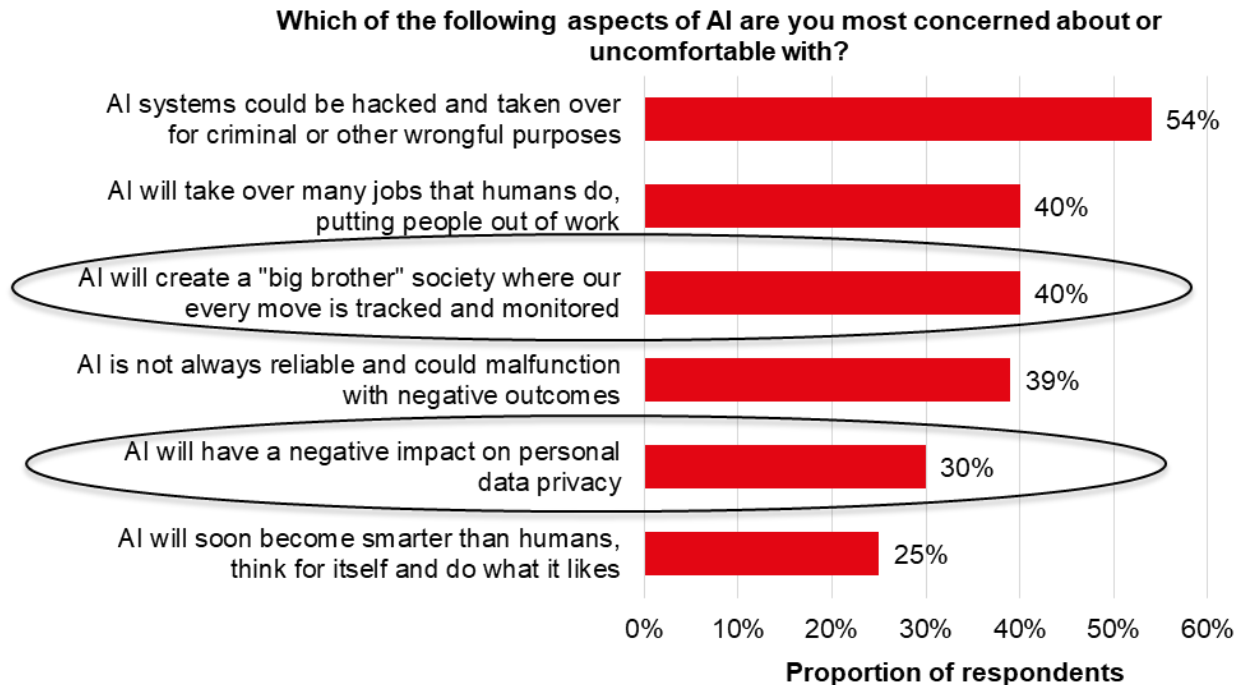 Which of the following aspects of AI are you most concerned about or
uncomfortable with?
AI systems could be hacked and taken over
for criminal or other wrongful purposes
54%
AI will take over many jobs that humans do,
putting people out of work
40%
AI will create a "big brother" society where our
every move is tracked and monitored
40%
AI is not always reliable and could malfunction
with negative outcomes
39%
AI will have a negative impact on personal
data privacy
30%
AI will soon become smarter than humans,
think for itself and do what it likes
25%
0% 10% 20% 30% 40% 50% 60%
Proportion of respondents